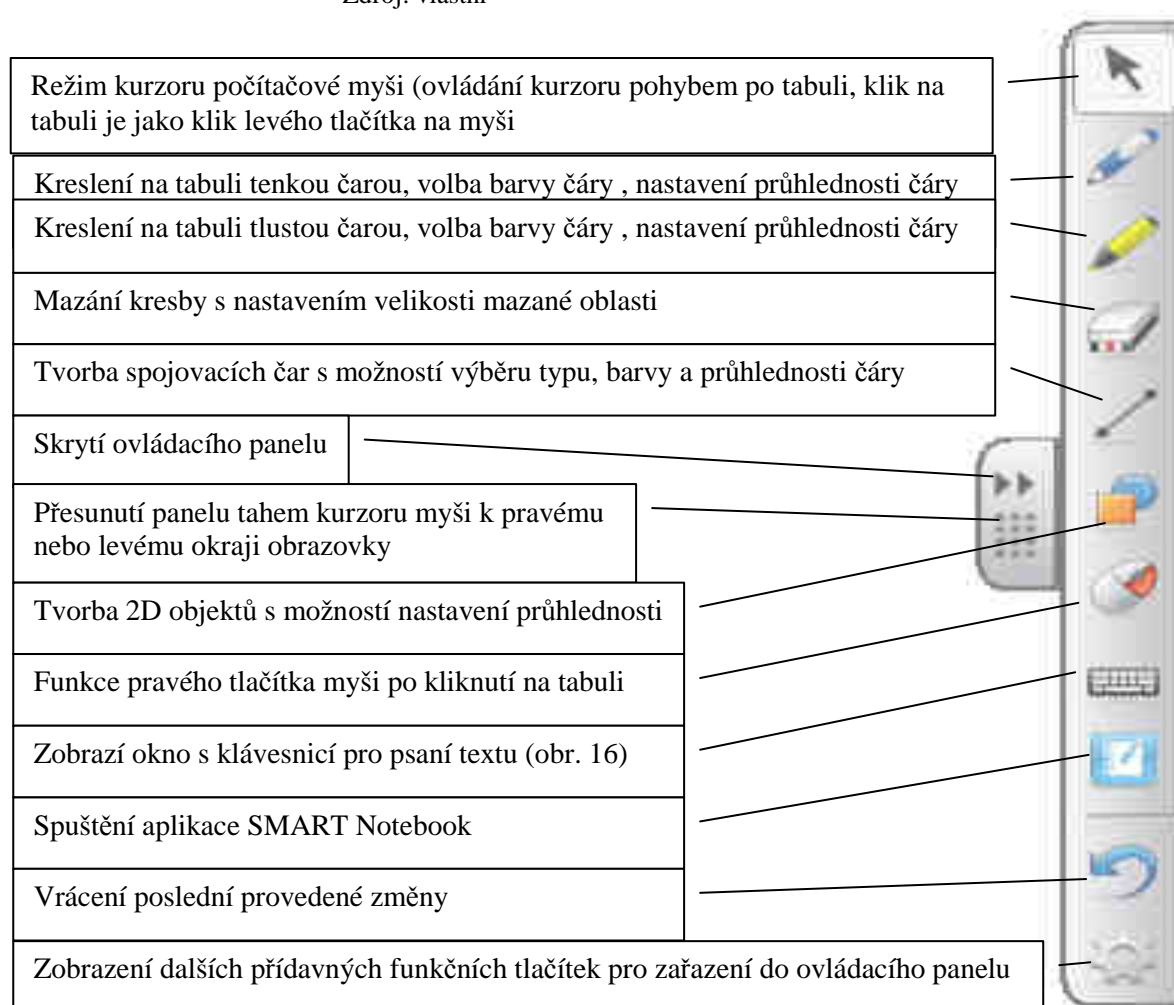 Zdroj: vlastní
Režim kurzoru počítačové myši (ovládání kurzoru pohybem po tabuli, klik na
tabuli je jako klik levého tlačítka na myši
Kreslení na tabuli tenkou čarou, volba barvy čáry , nastavení průhlednosti čáry
Kreslení na tabuli tlustou čarou, volba barvy čáry , nastavení průhlednosti čáry
Mazání kresby s nastavením velikosti mazané oblasti
Tvorba spojovacích čar s možností výběru typu, barvy a průhlednosti čáry
Skrytí ovládacího panelu
Přesunutí panelu tahem kurzoru myši k pravému
nebo levému okraji obrazovky
Tvorba 2D objektů s možností nastavení průhlednosti
Funkce pravého tlačítka myši po kliknutí na tabuli
Zobrazí okno s klávesnicí pro psaní textu (obr. 16)
Spuštění aplikace SMART Notebook
Vrácení poslední provedené změny
Zobrazení dalších přídavných funkčních tlačítek pro zařazení do ovládacího panelu